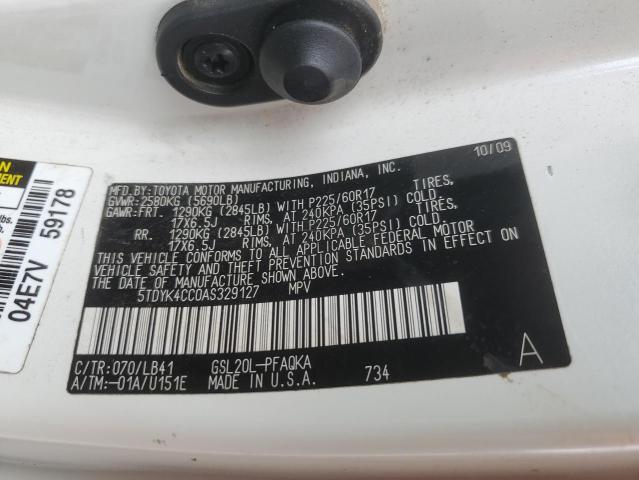 MFD.BY:TOYOTA MOTOR MANUFACTURING, INDIANA, INC. 10/09
GVWR:2580KG (5690LB)
GAWR:FRT. 1290KG (2845LB) WITH P225/60R17 TIRES,
17X6.5J RIMS, AT 240KPA (35PSI) COLD.
RR. 1290KG (2845LB) WITH P225/60R17 TIRES,
17X6.5J RIMS, AT 240KPA (35PSI) COLD.
THIS VEHICLE CONFORMS TO ALL APPLICABLE FEDERAL MOTOR
VEHICLE SAFETY AND THEFT PREVENTION STANDARDS IN EFFECT
ON THE DATE OF MANUFACTURE SHOWN ABOVE.
5TDYK4CC0AS329127 MPV
C/TR:070/LB41 GSL20L-PFAQKA
A/TM:-01A/U151E MADE IN U.S.A. 734
A
04E7V 59178
lbs.